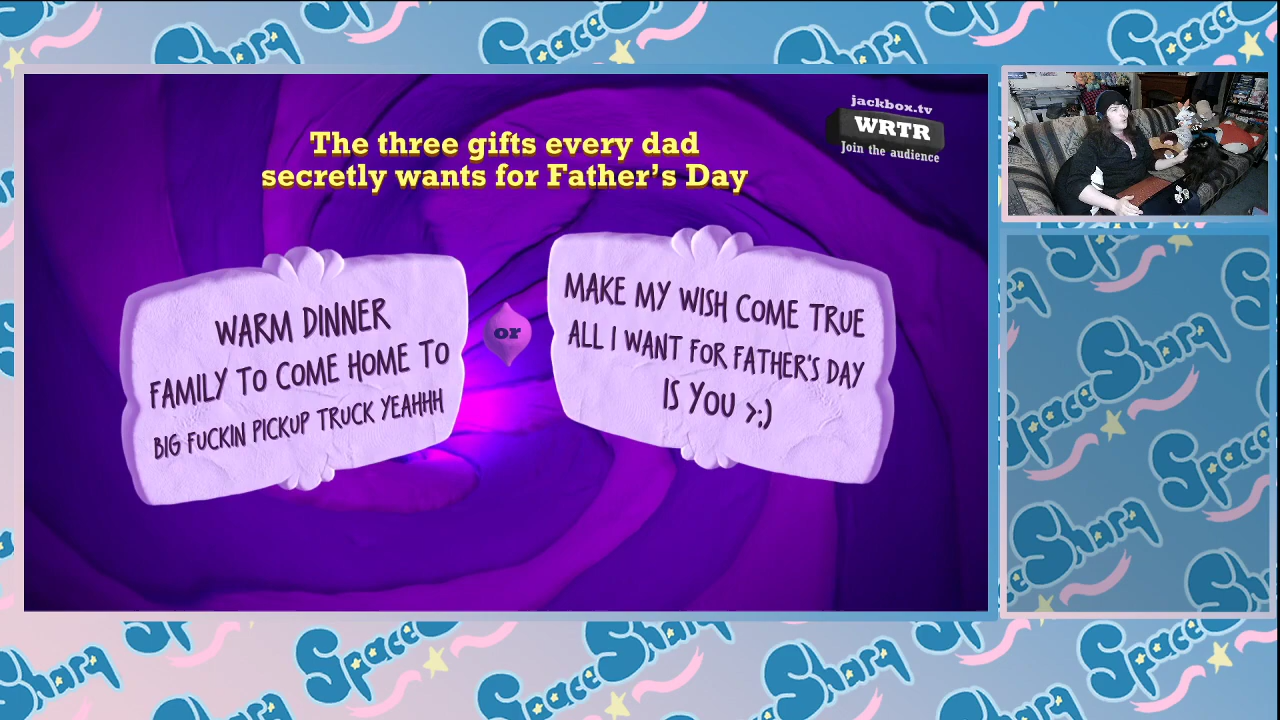 jackbox.tv
WRTR
Join the audience
The three gifts every dad
secretly wants for Father's Day
WARM DINNER
FAMILY TO COME HOME TO
BIG FUCKIN PICKUP TRUCK YEAHHH
or
MAKE MY WISH COME TRUE
ALL I WANT FOR FATHER'S DAY
IS YOU >:)
Space Sharq